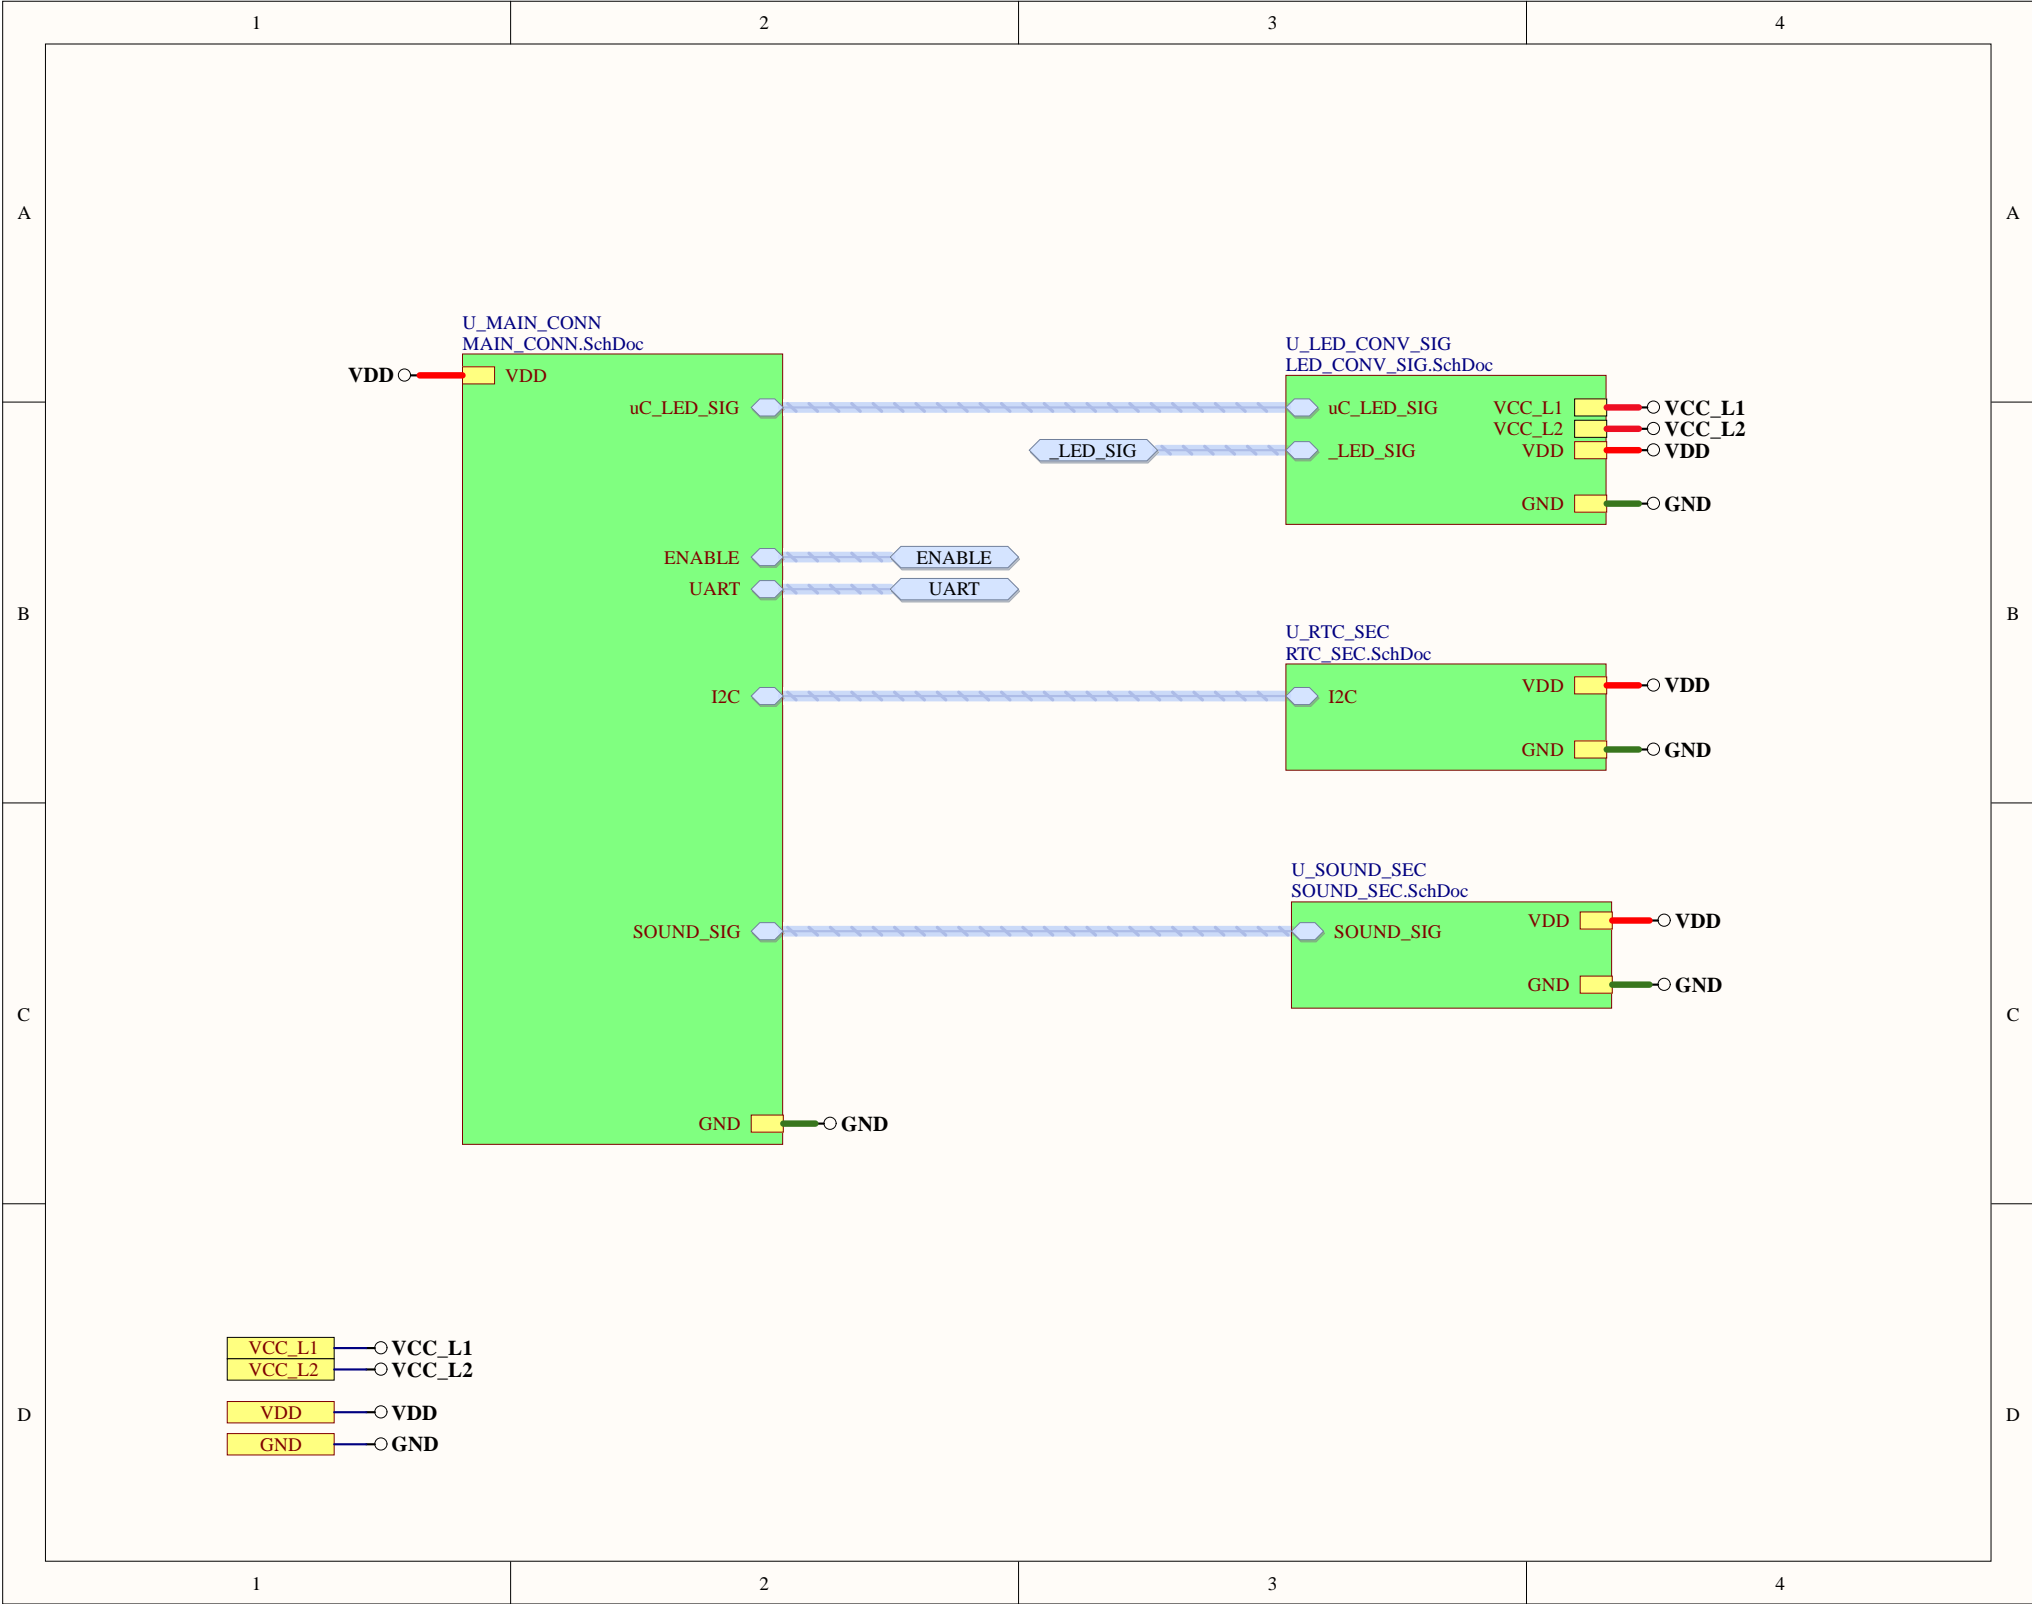 1 2 3 4
A A
U_MAIN_CONN
MAIN_CONN.SchDoc
VDD VDD
uC_LED_SIG
ENABLE ENABLE
UART UART
I2C
SOUND_SIG
GND GND
U_LED_CONV_SIG
LED_CONV_SIG.SchDoc
uC_LED_SIG VCC_L1 VCC_L1
VCC_L2 VCC_L2
_LED_SIG _LED_SIG VDD VDD
GND GND
B B
U_RTC_SEC
RTC_SEC.SchDoc
VDD VDD
I2C
GND GND
U_SOUND_SEC
SOUND_SEC.SchDoc
VDD VDD
SOUND_SIG
GND GND
C C
VCC_L1 VCC_L1
VCC_L2 VCC_L2
VDD VDD
GND GND
D D
1 2 3 4